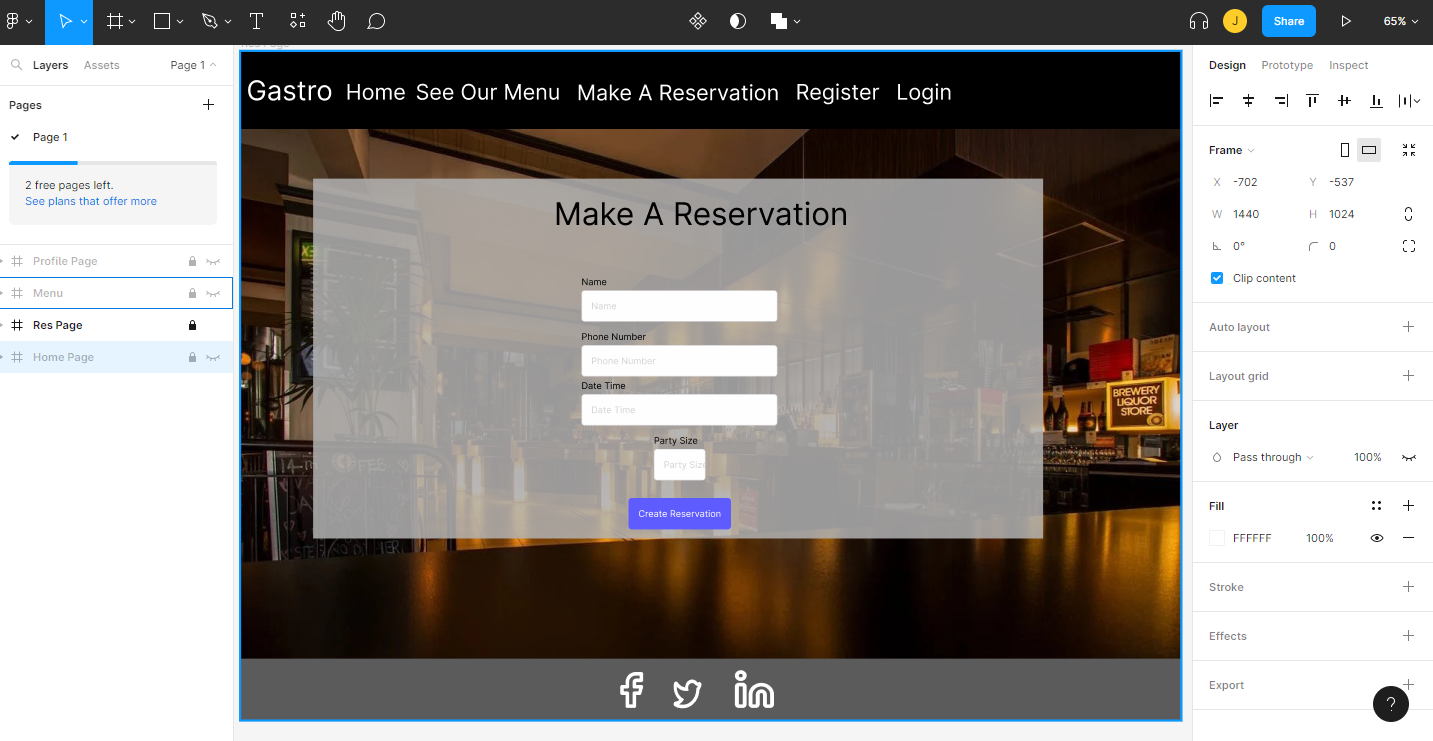 J
Share
65%
Layers
Assets
Page 1
Pages
Page 1
2 free pages left.
See plans that offer more
Profile Page
Menu
Res Page
Home Page
Res Page
Gastro Home See Our Menu Make A Reservation Register Login
Make A Reservation
Name
Name
Phone Number
Phone Number
Date Time
Date Time
Party Size
Party Size
Create Reservation
BREWERY
LIQUOR
STORE
Design Prototype Inspect
Frame
X -702 Y -537
W 1440 H 1024
0° 0
Clip content
Auto layout
Layout grid
Layer
Pass through 100%
Fill
FFFFFF 100%
Stroke
Effects
Export
?